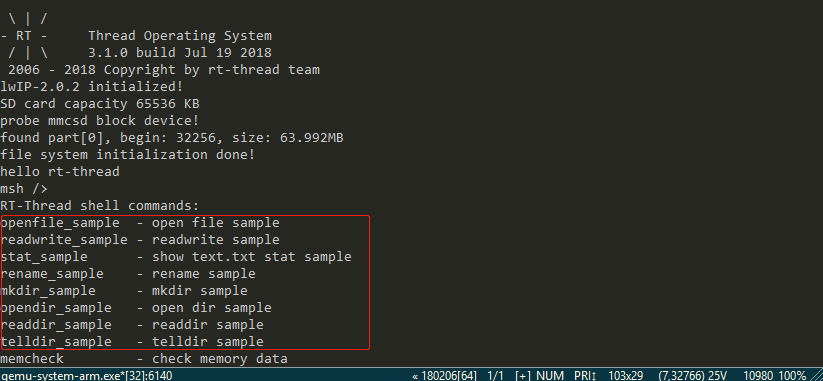 \ | /
- RT -     Thread Operating System
/ | \     3.1.0 build Jul 19 2018
2006 - 2018 Copyright by rt-thread team
lwIP-2.0.2 initialized!
SD card capacity 65536 KB
probe mmcsd block device!
found part[0], begin: 32256, size: 63.992MB
file system initialization done!
hello rt-thread
msh />
RT-Thread shell commands:
openfile_sample  - open file sample
readwrite_sample - readwrite sample
stat_sample      - show text.txt stat sample
rename_sample    - rename sample
mkdir_sample     - mkdir sample
opendir_sample   - open dir sample
readdir_sample   - readdir sample
telldir_sample   - telldir sample
memcheck         - check memory data
qemu-system-arm.exe*[32]:6140 « 180206[64] 1/1 [+] NUM PRI↕ 103x29 (7,32766) 25V 10980 100%